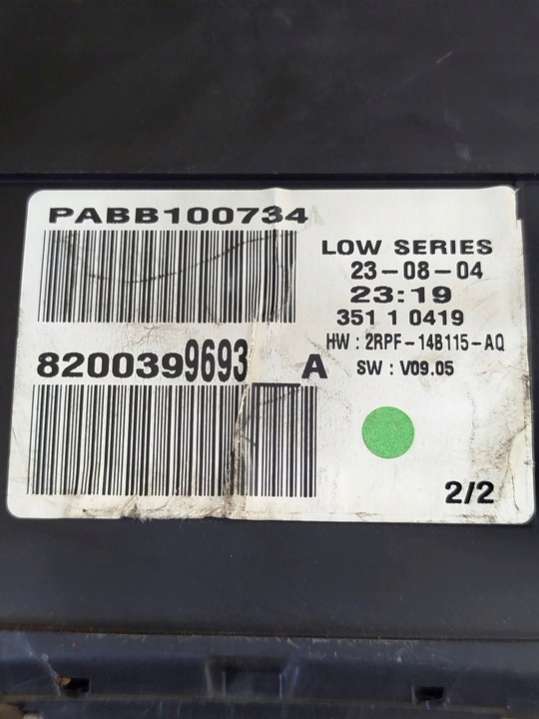 PABB100734
LOW SERIES
23-08-04
23:19
351 1 0419
HW : 2RPF-14B115-AQ
SW : V09.05
8200399693__A
2/2